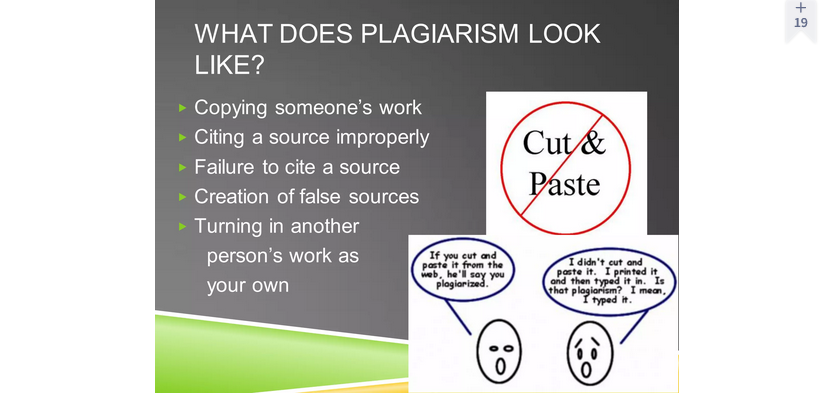 WHAT DOES PLAGIARISM LOOK
LIKE?
Copying someone's work
Citing a source improperly
Failure to cite a source
Creation of false sources
Turning in another
person's work as
your own
Cut &
Paste
If you cut and
paste it from the
web, he'll say you
plagiarized.
I didn't cut and
paste it. I printed it
and then typed it in. Is
that plagiarism? I mean,
I typed it.
+
19